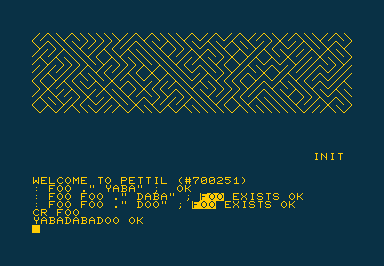 INIT
WELCOME TO PETTIL (#700251)
: FOO ." YABA" ;  OK
: FOO FOO ." DABA" ; FOO EXISTS OK
: FOO FOO ." DOO" ; FOO EXISTS OK
CR FOO
YABADABADOO OK